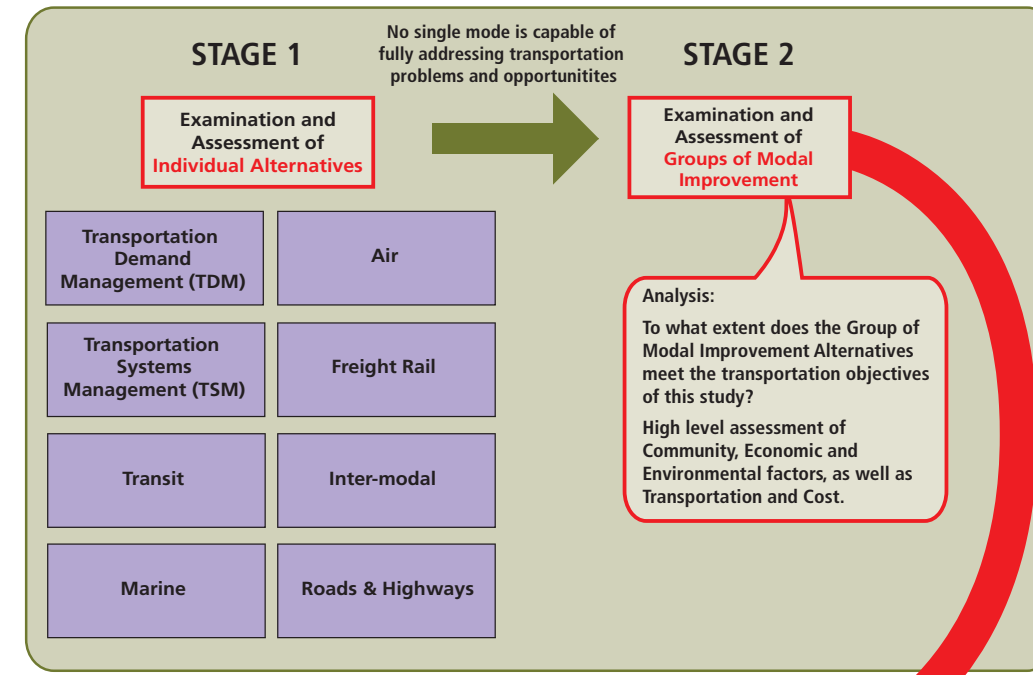 STAGE 1
No single mode is capable of
fully addressing transportation
problems and opportunitites
STAGE 2
Examination and
Assessment of
Individual Alternatives
Examination and
Assessment of
Groups of Modal
Improvement
Transportation
Demand
Management (TDM)
Air
Transportation
Systems
Management (TSM)
Freight Rail
Transit
Inter-modal
Marine
Roads & Highways
Analysis:
To what extent does the Group of
Modal Improvement Alternatives
meet the transportation objectives
of this study?
High level assessment of
Community, Economic and
Environmental factors, as well as
Transportation and Cost.